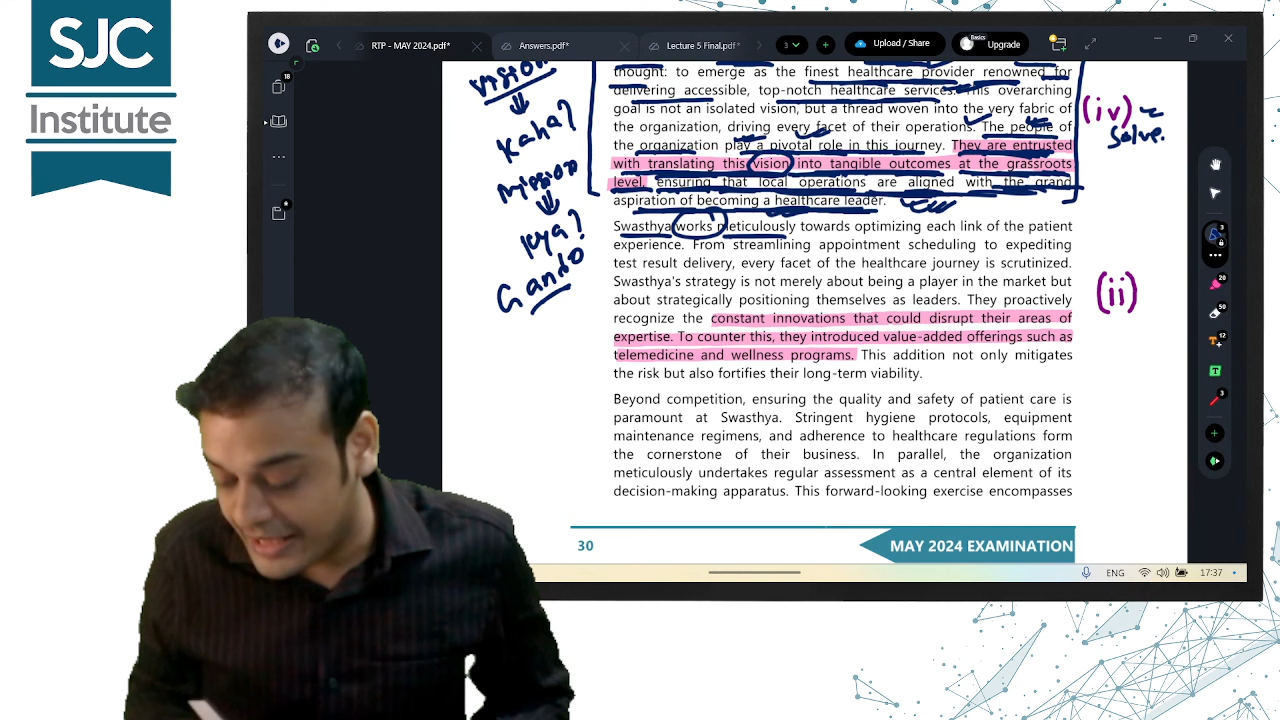 SJC
Institute
RTP - MAY 2024.pdf*
Answers.pdf*
Lecture 5 Final.pdf*
3
Upload / Share
Basics
Upgrade
thought: to emerge as the finest healthcare provider renowned for
delivering accessible, top-notch healthcare services. This overarching
goal is not an isolated vision, but a thread woven into the very fabric of
the organization, driving every facet of their operations. The people of
the organization play a pivotal role in this journey. They are entrusted
with translating this vision into tangible outcomes at the grassroots
level, ensuring that local operations are aligned with the grand
aspiration of becoming a healthcare leader.
Swasthya works meticulously towards optimizing each link of the patient
experience. From streamlining appointment scheduling to expediting
test result delivery, every facet of the healthcare journey is scrutinized.
Swasthya's strategy is not merely about being a player in the market but
about strategically positioning themselves as leaders. They proactively
recognize the constant innovations that could disrupt their areas of
expertise. To counter this, they introduced value-added offerings such as
telemedicine and wellness programs. This addition not only mitigates
the risk but also fortifies their long-term viability.
Beyond competition, ensuring the quality and safety of patient care is
paramount at Swasthya. Stringent hygiene protocols, equipment
maintenance regimens, and adherence to healthcare regulations form
the cornerstone of their business. In parallel, the organization
meticulously undertakes regular assessment as a central element of its
decision-making apparatus. This forward-looking exercise encompasses
Vision
Kaha?
Mission
Kya?
(iv)
Solve.
(ii)
30
MAY 2024 EXAMINATION
ENG
17:37
18
6
3
20
50
12
3